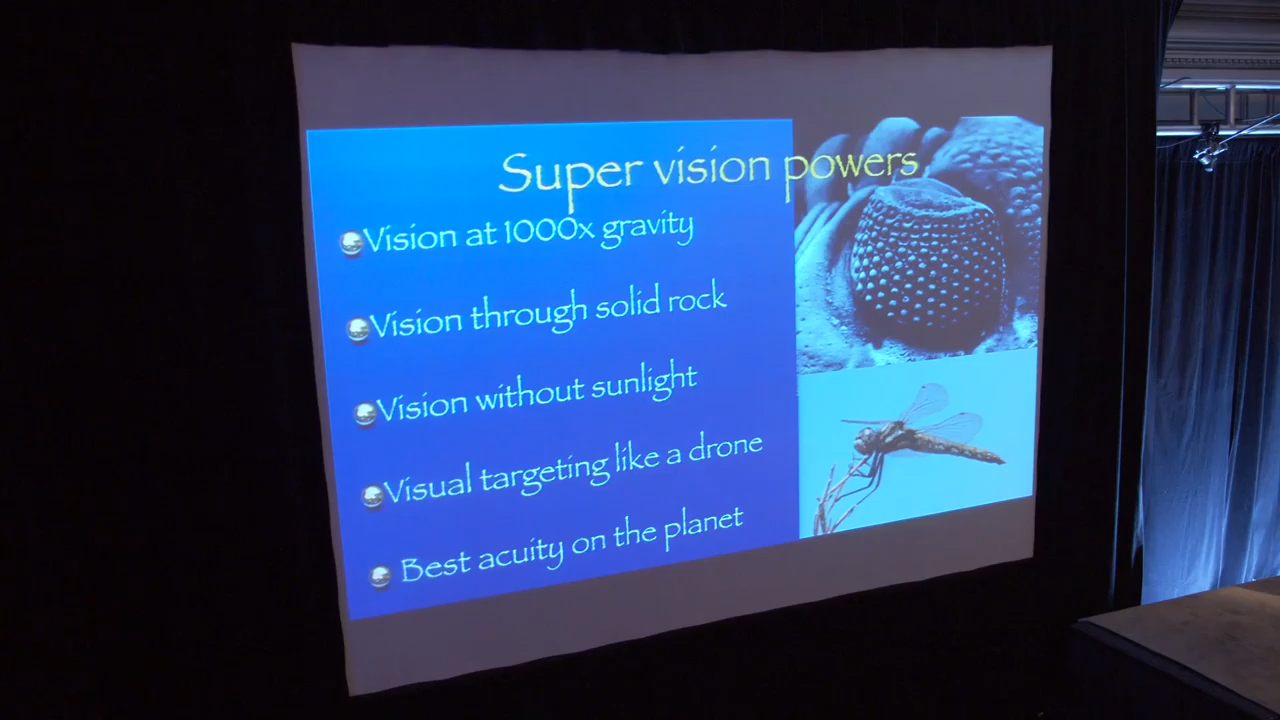 Super vision powers
Vision at 1000x gravity
Vision through solid rock
Vision without sunlight
Visual targeting like a drone
Best acuity on the planet